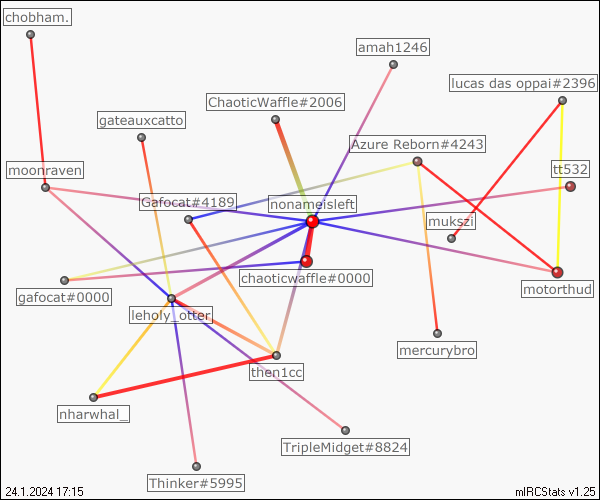 chobham.
amah1246
lucas das oppai#2396
ChaoticWaffle#2006
gateauxcatto
Azure Reborn#4243
moonraven
tt532
Gafocat#4189
nonameisleft
mukszi
chaoticwaffle#0000
motorthud
gafocat#0000
leholy_otter
mercurybro
then1cc
nharwhal_
TripleMidget#8824
Thinker#5995
24.1.2024 17:15
mIRCStats v1.25